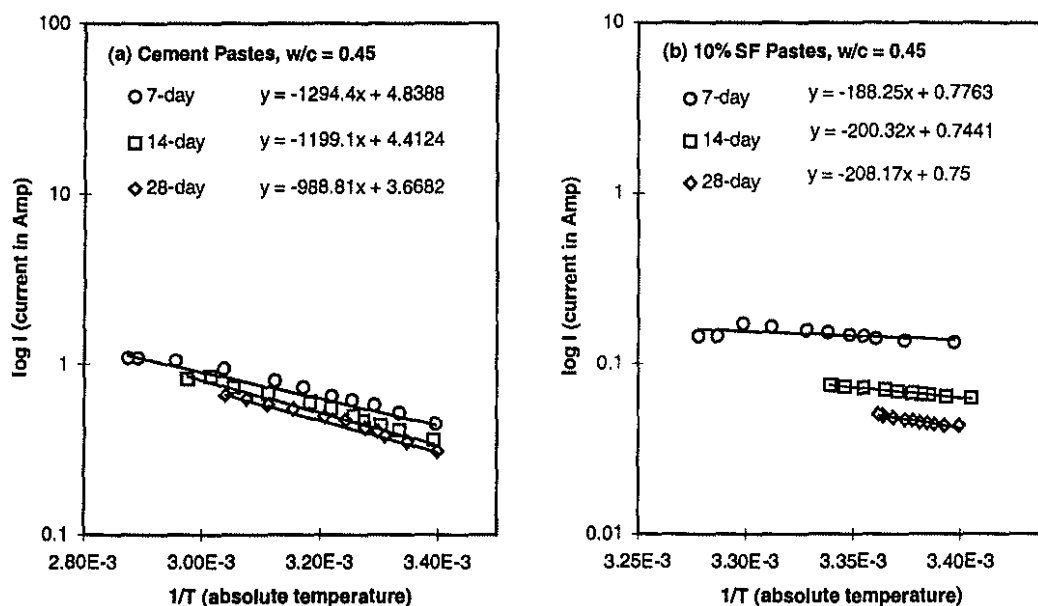 100
10
1
0.1
log I (current in Amp)
(a) Cement Pastes, w/c = 0.45
7-day y = -1294.4x + 4.8388
14-day y = -1199.1x + 4.4124
28-day y = -988.81x + 3.6682
2.80E-3 3.00E-3 3.20E-3 3.40E-3
1/T (absolute temperature)
10
1
0.1
0.01
log I (current in Amp)
(b) 10% SF Pastes, w/c = 0.45
7-day y = -188.25x + 0.7763
14-day y = -200.32x + 0.7441
28-day y = -208.17x + 0.75
3.25E-3 3.30E-3 3.35E-3 3.40E-3
1/T (absolute temperature)